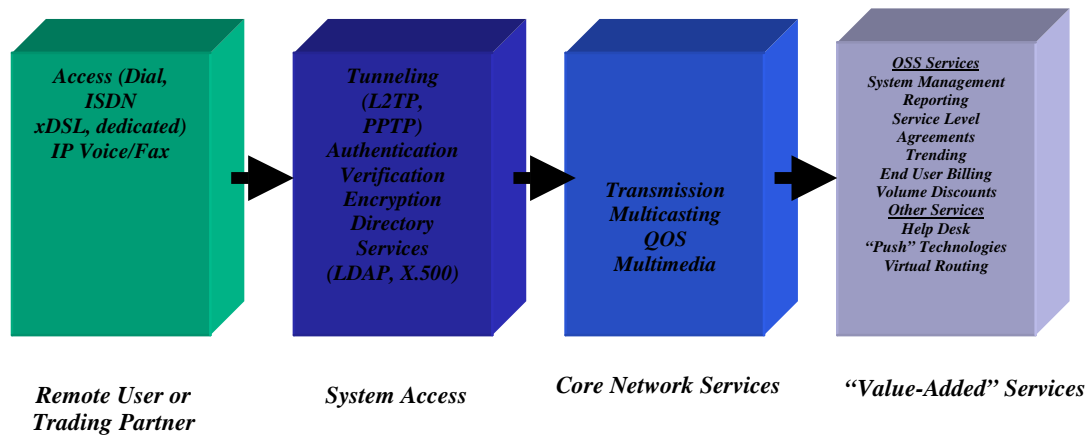 Access (Dial,
ISDN
xDSL, dedicated)
IP Voice/Fax
Tunneling
(L2TP,
PPTP)
Authentication
Verification
Encryption
Directory
Services
(LDAP, X.500)
Transmission
Multicasting
QOS
Multimedia
OSS Services
System Management
Reporting
Service Level
Agreements
Trending
End User Billing
Volume Discounts
Other Services
Help Desk
“Push” Technologies
Virtual Routing
Remote User or
Trading Partner
System Access
Core Network Services
“Value-Added” Services